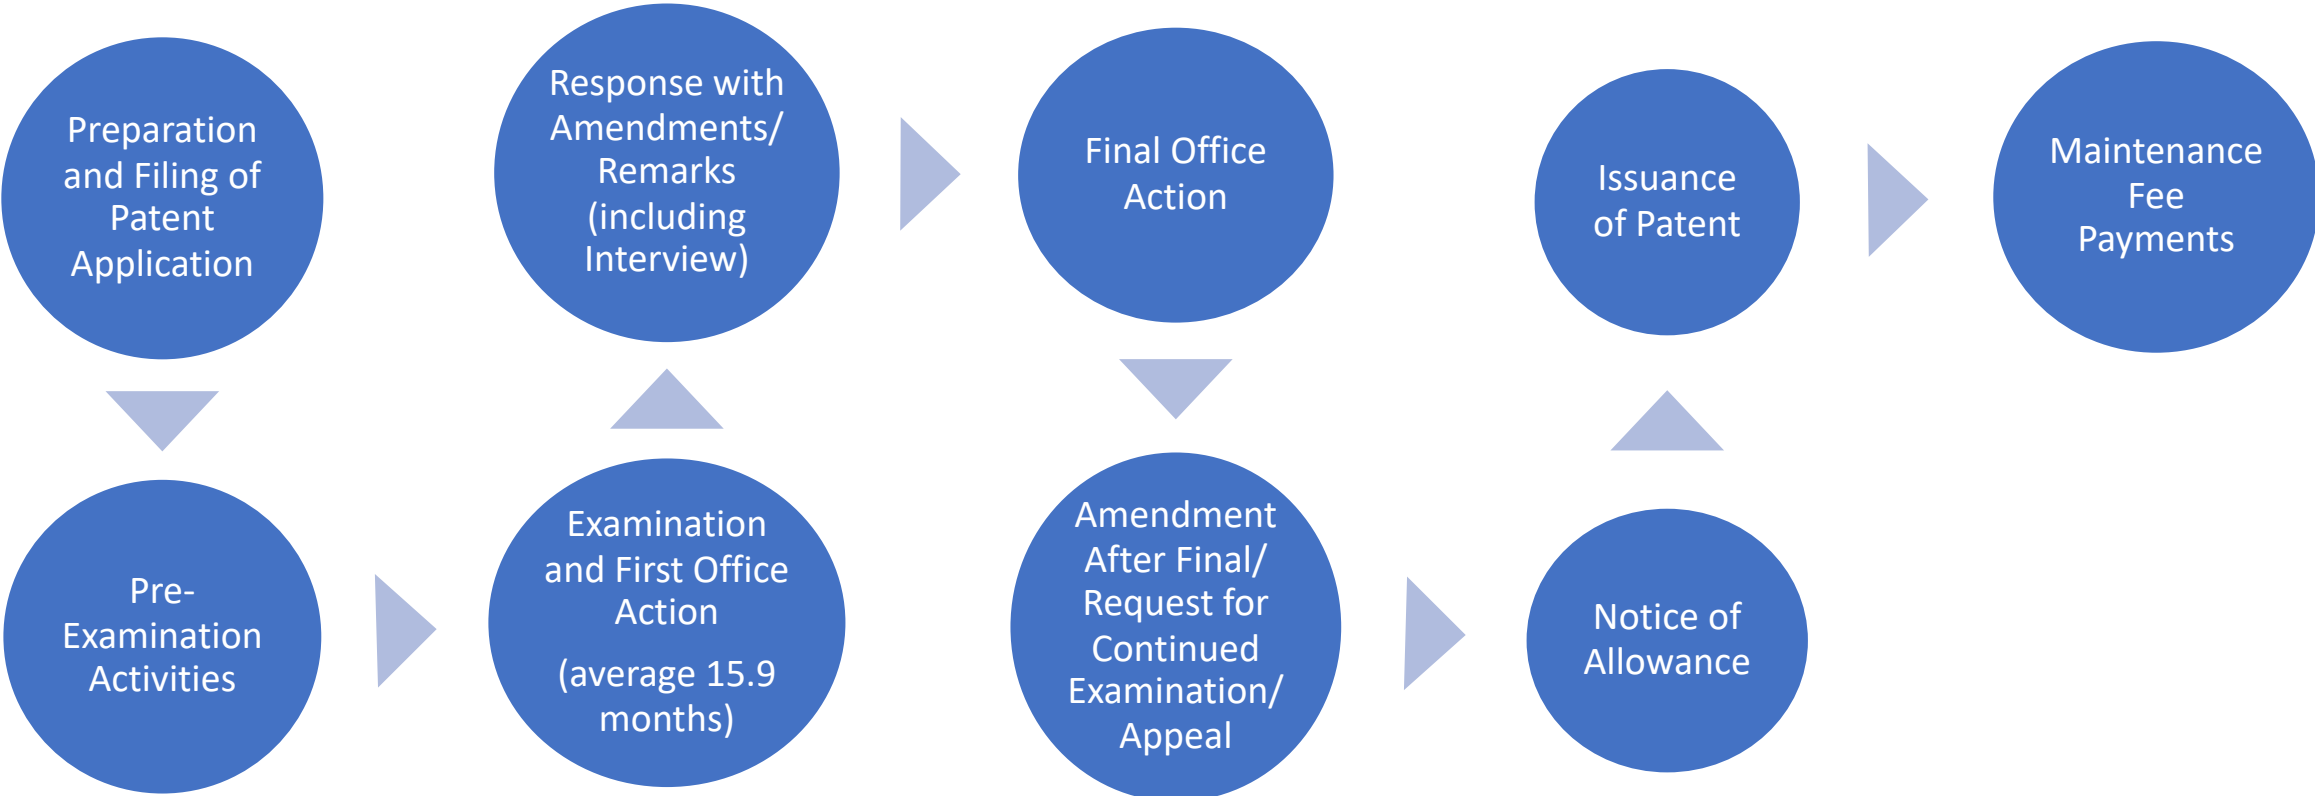 Preparation
and Filing of
Patent
Application
Pre-
Examination
Activities
Examination
and First Office
Action
(average 15.9
months)
Response with
Amendments/
Remarks
(including
Interview)
Final Office
Action
Amendment
After Final/
Request for
Continued
Examination/
Appeal
Notice of
Allowance
Issuance
of Patent
Maintenance
Fee
Payments